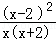 (x-2)²
x(x+2)